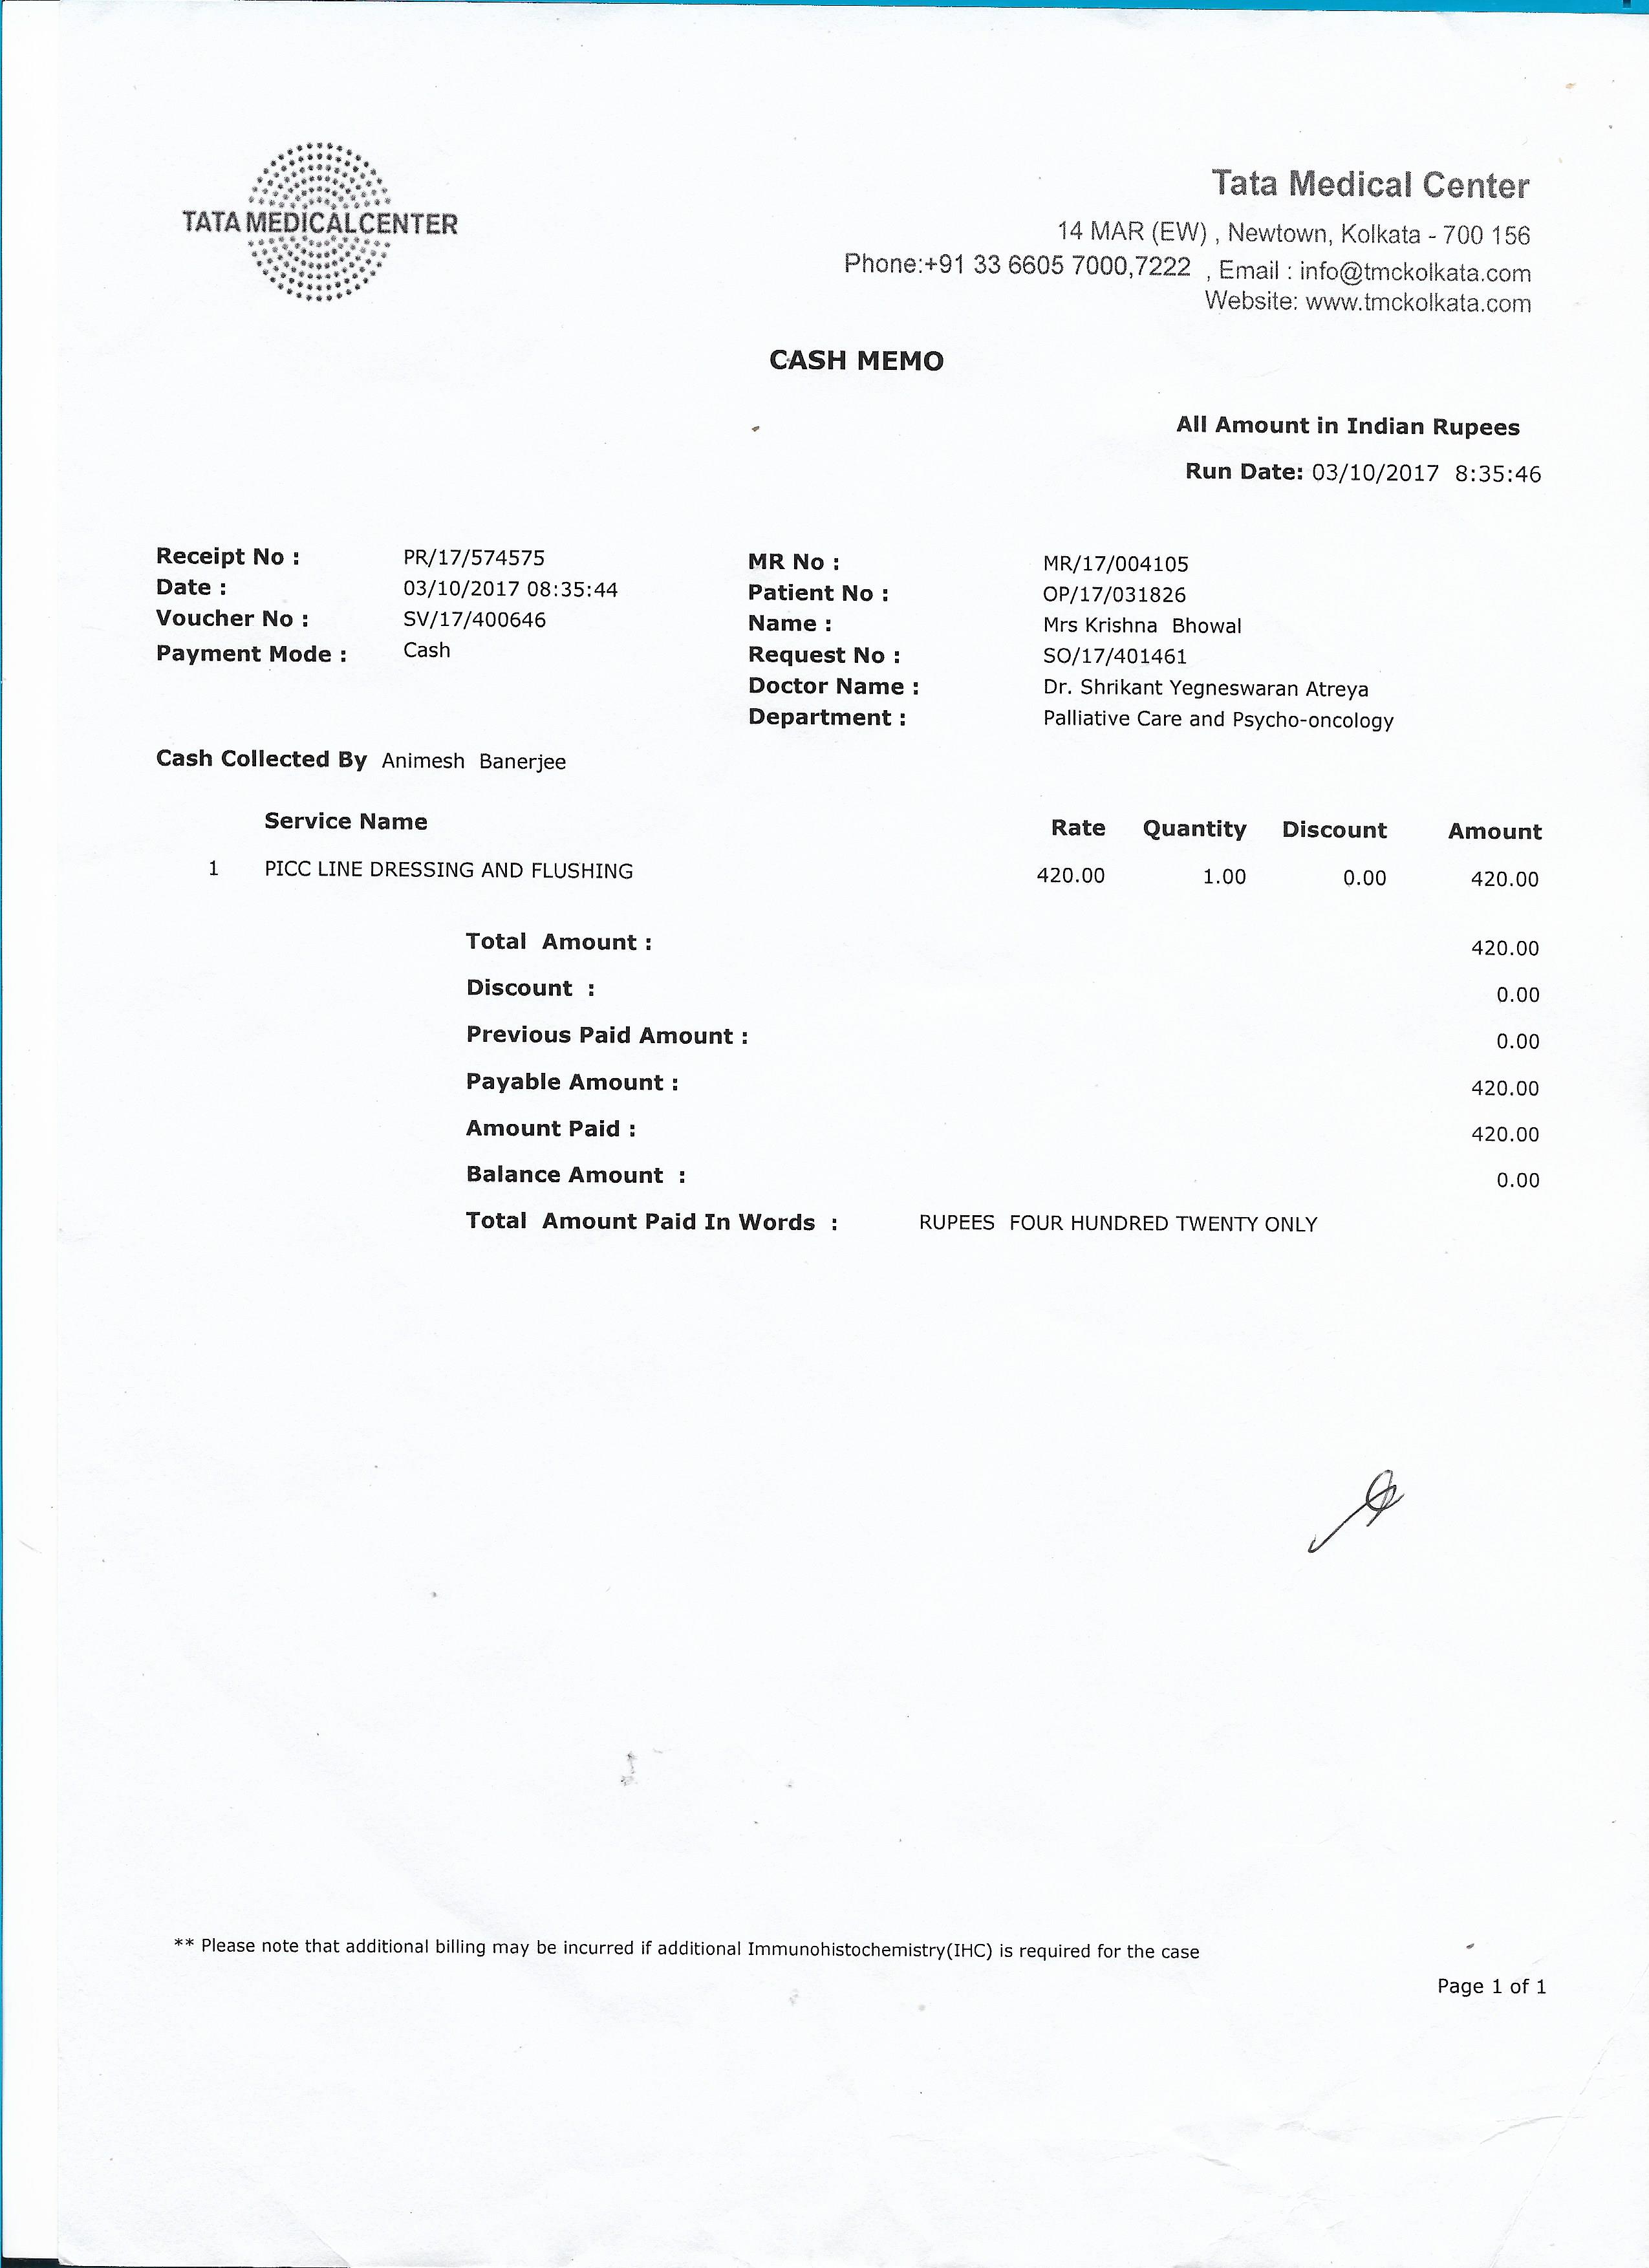 TATA MEDICAL CENTER
Tata Medical Center
14 MAR (EW) , Newtown, Kolkata - 700 156
Phone:+91 33 6605 7000,7222 , Email : info@tmckolkata.com
Website: www.tmckolkata.com
CASH MEMO
All Amount in Indian Rupees
Run Date: 03/10/2017 8:35:46
Receipt No : PR/17/574575 MR No : MR/17/004105
Date : 03/10/2017 08:35:44 Patient No : OP/17/031826
Voucher No : SV/17/400646 Name : Mrs Krishna Bhowal
Payment Mode : Cash Request No : SO/17/401461
Doctor Name : Dr. Shrikant Yegneswaran Atreya
Department : Palliative Care and Psycho-oncology
Cash Collected By Animesh Banerjee
Service Name Rate Quantity Discount Amount
1 PICC LINE DRESSING AND FLUSHING 420.00 1.00 0.00 420.00
Total Amount : 420.00
Discount : 0.00
Previous Paid Amount : 0.00
Payable Amount : 420.00
Amount Paid : 420.00
Balance Amount : 0.00
Total Amount Paid In Words : RUPEES FOUR HUNDRED TWENTY ONLY
** Please note that additional billing may be incurred if additional Immunohistochemistry(IHC) is required for the case
Page 1 of 1